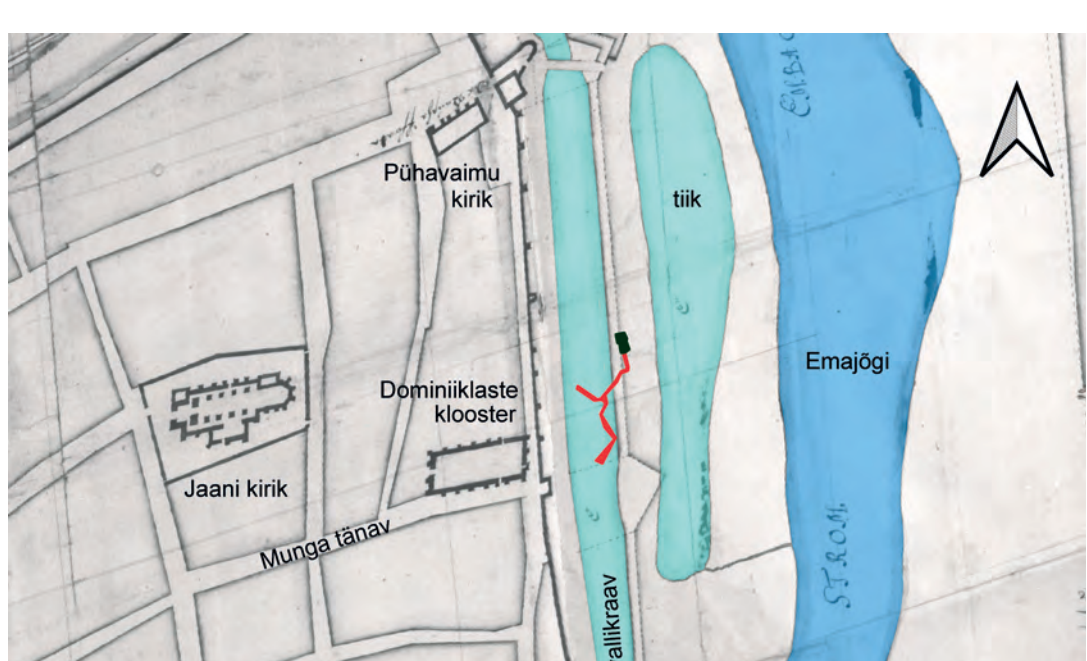 Pühavaimu
kirik
tiik
Emajõgi
Dominiiklaste
klooster
Jaani kirik
Munga tänav
vallikraav
STROM.